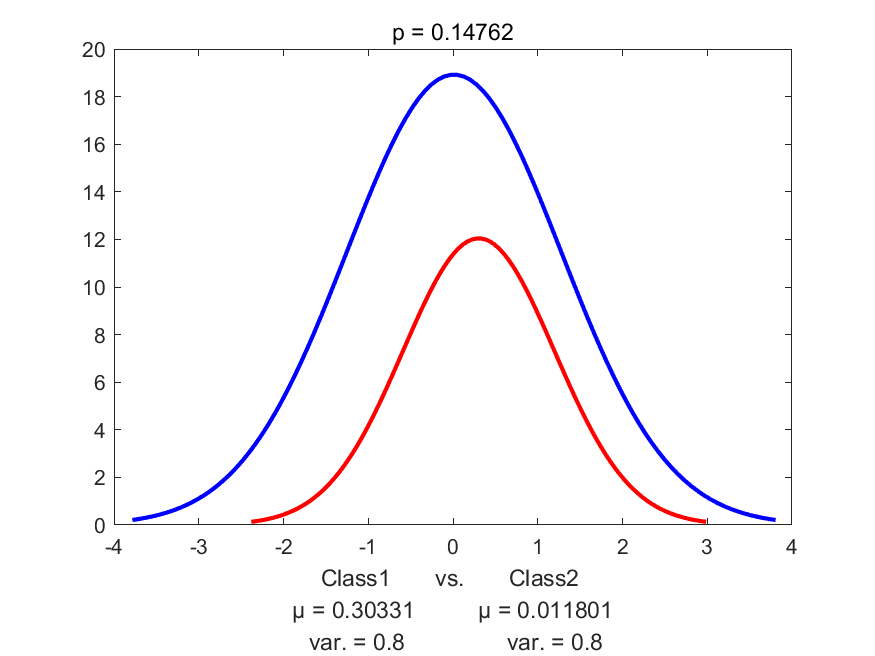 p = 0.14762
20
18
16
14
12
10
8
6
4
2
0
-4 -3 -2 -1 0 1 2 3 4
Class1 vs. Class2
μ = 0.30331 μ = 0.011801
var. = 0.8 var. = 0.8